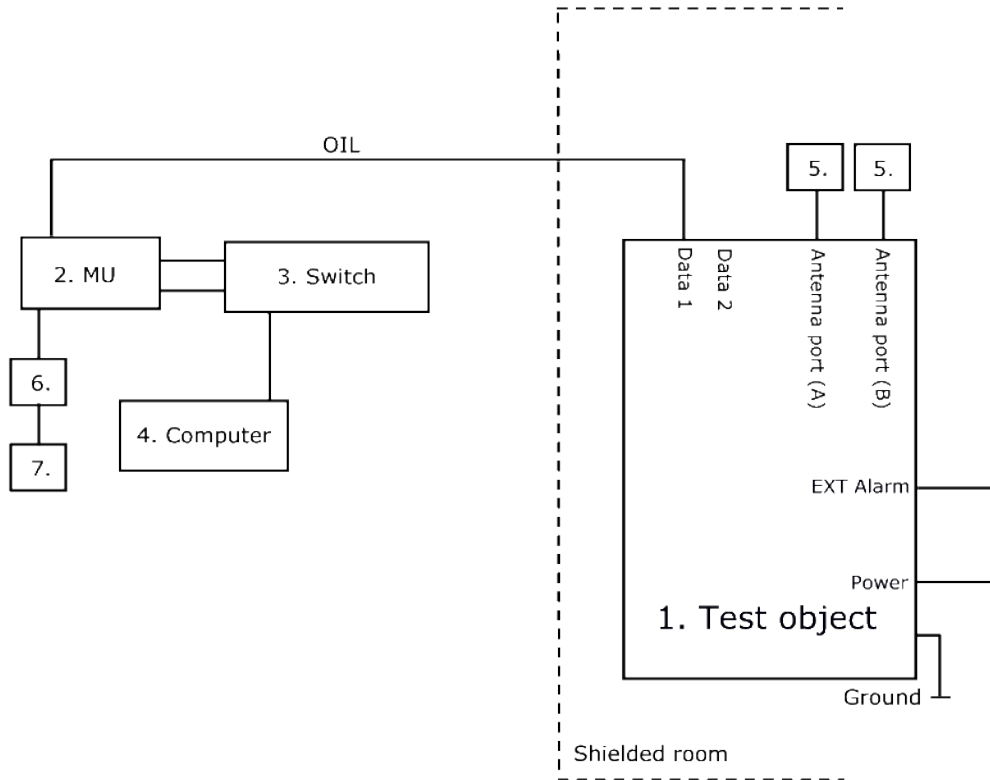 OIL
5.
5.
2. MU
3. Switch
Data 1
Data 2
Antenna port (A)
Antenna port (B)
6.
4. Computer
7.
EXT Alarm
Power
1. Test object
Ground
Shielded room